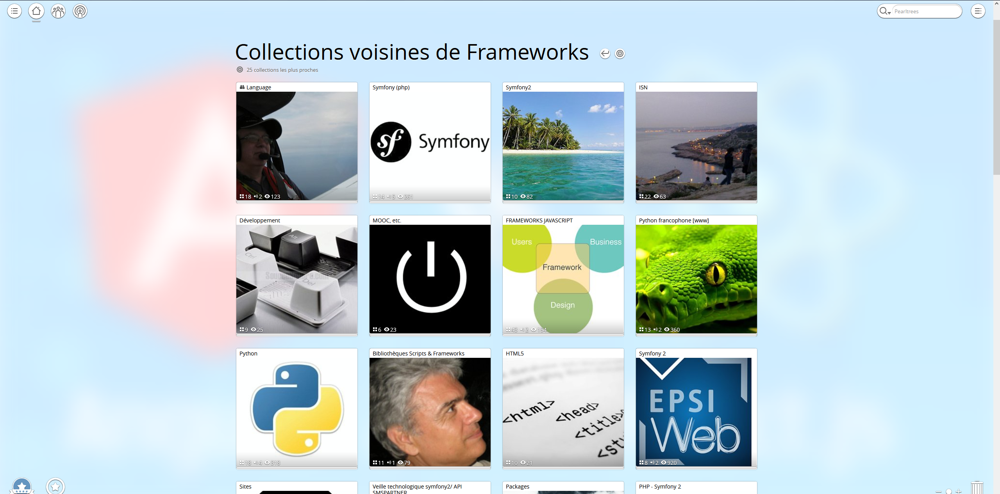 Pearltrees
Collections voisines de Frameworks
25 collections les plus proches
Language
Symfony (php)
Symfony2
ISN
sf Symfony
18 2 123
14 5 261
10 82
22 63
Développement
MOOC, etc.
FRAMEWORKS JAVASCRIPT
Python francophone [www]
Alt
Ctrl
Del
Users
Business
Framework
Design
9 25
6 23
43 2 154
13 2 360
Python
Bibliothèques Scripts & Frameworks
HTML5
Symfony 2
<html>
<head>
<title>
EPSI
Web
18 4 318
11 1 79
10 21
8 2 920
Sites
Veille technologique symfony2/ API
SMSPARTNER
Packages
PHP - Symfony 2